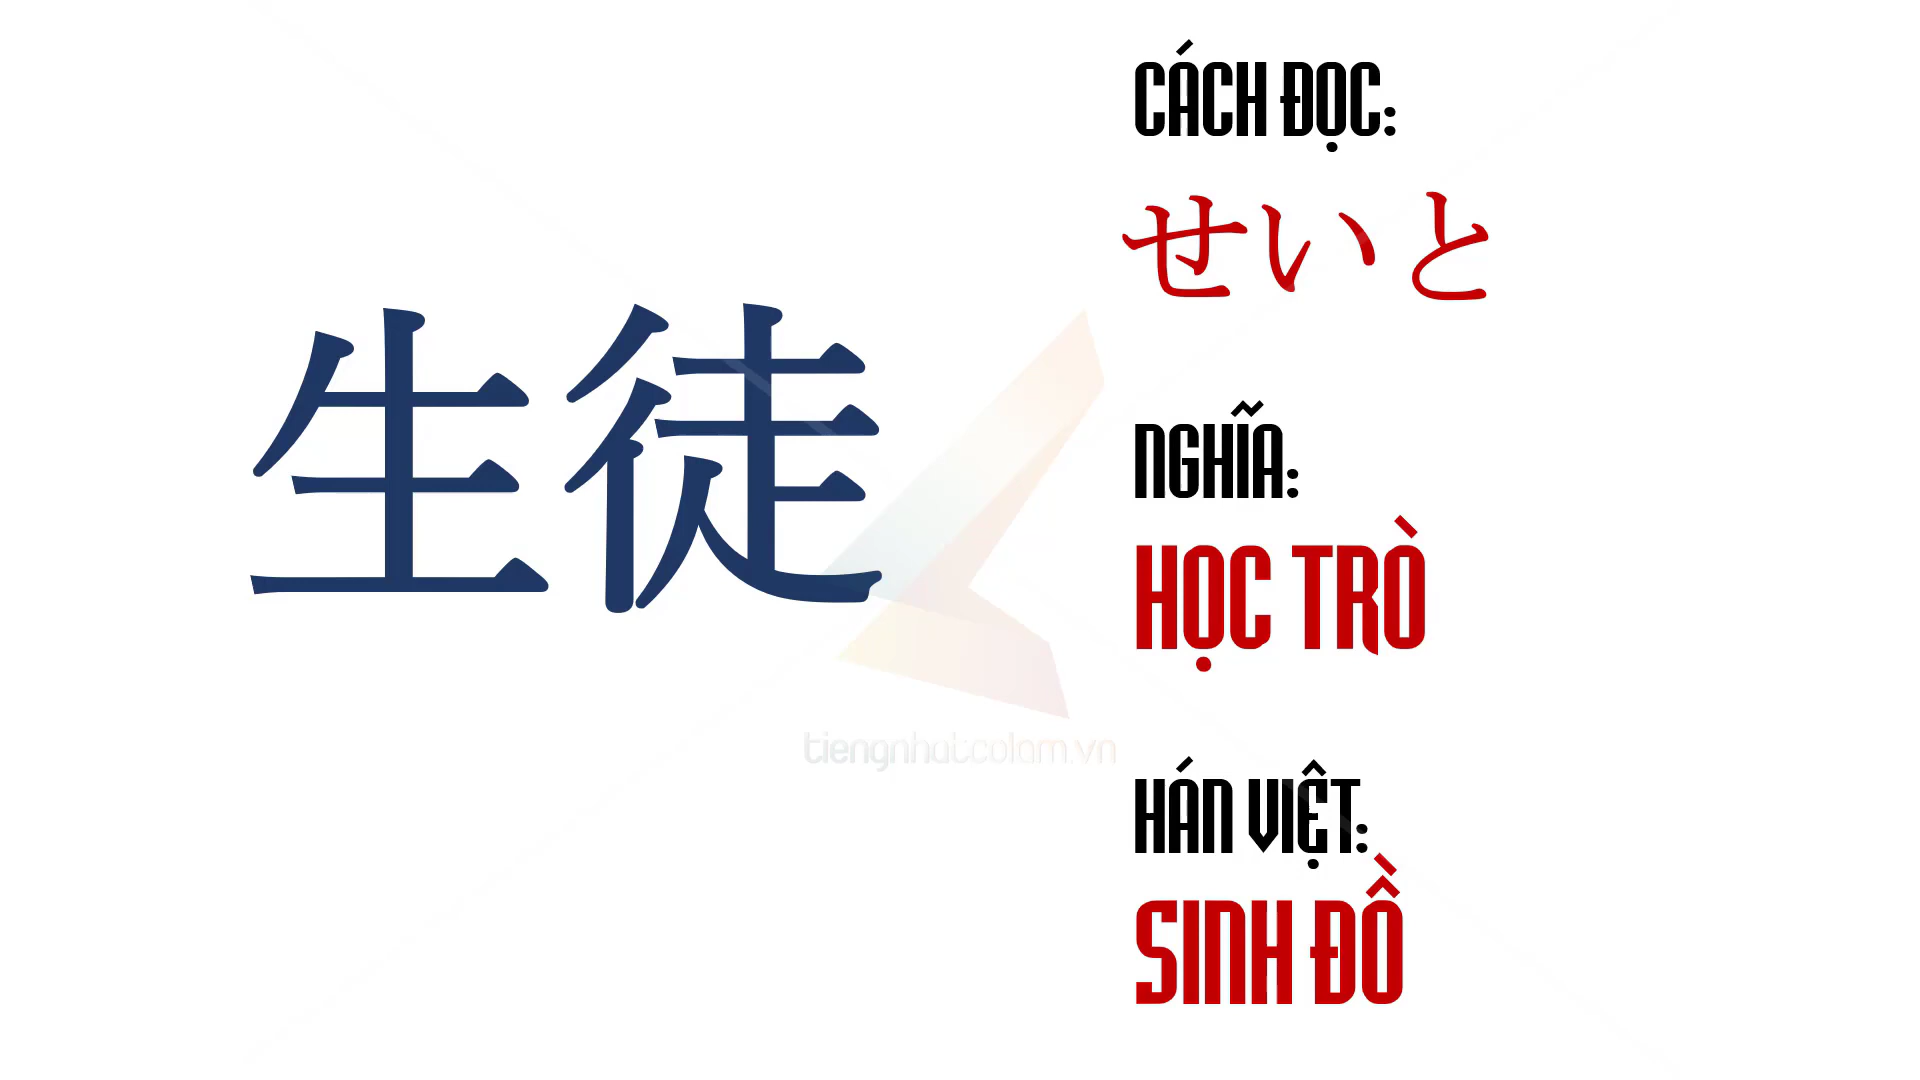 生徒
CÁCH ĐỌC:
せいと
NGHĨA:
HỌC TRÒ
HÁN VIỆT:
SINH ĐỒ
tiengnhatcolam.vn